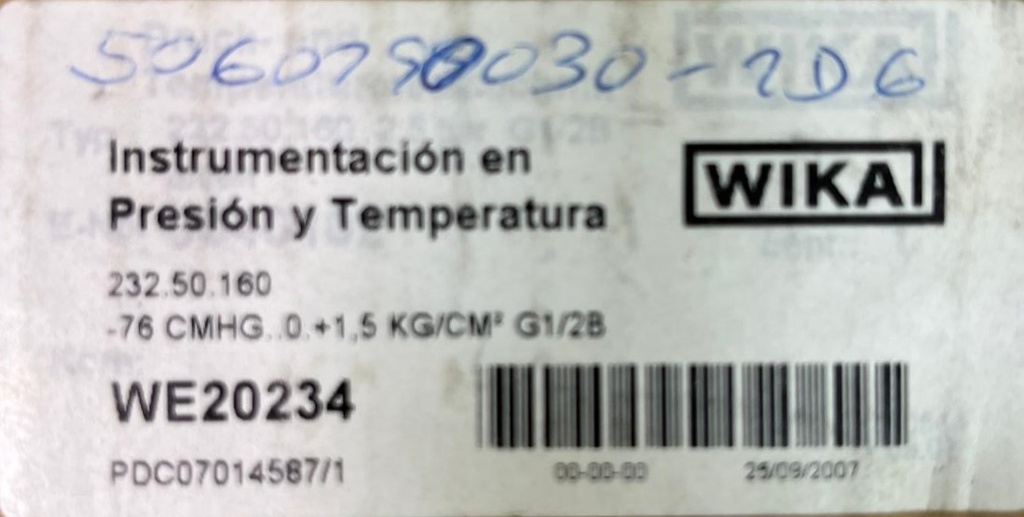 Instrumentación en
Presión y Temperatura
WIKA
232.50.160
-76 CMHG..0.+1,5 KG/CM² G1/2B
WE20234
PDC07014587/1
00-00-00
25/09/2007